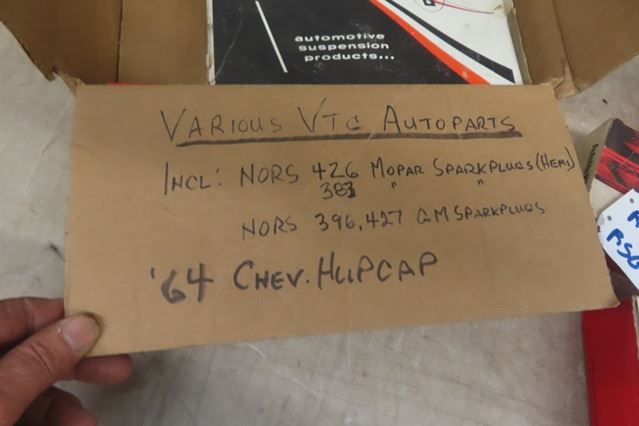 automotive
suspension
products...
VARIOUS VTG AUTOPARTS
INCL: NORS 426 MOPAR SPARKPLUGS (HEMI)
383 " "
NORS 396,427 GM SPARKPLUGS
'64 CHEV. HUPCAP